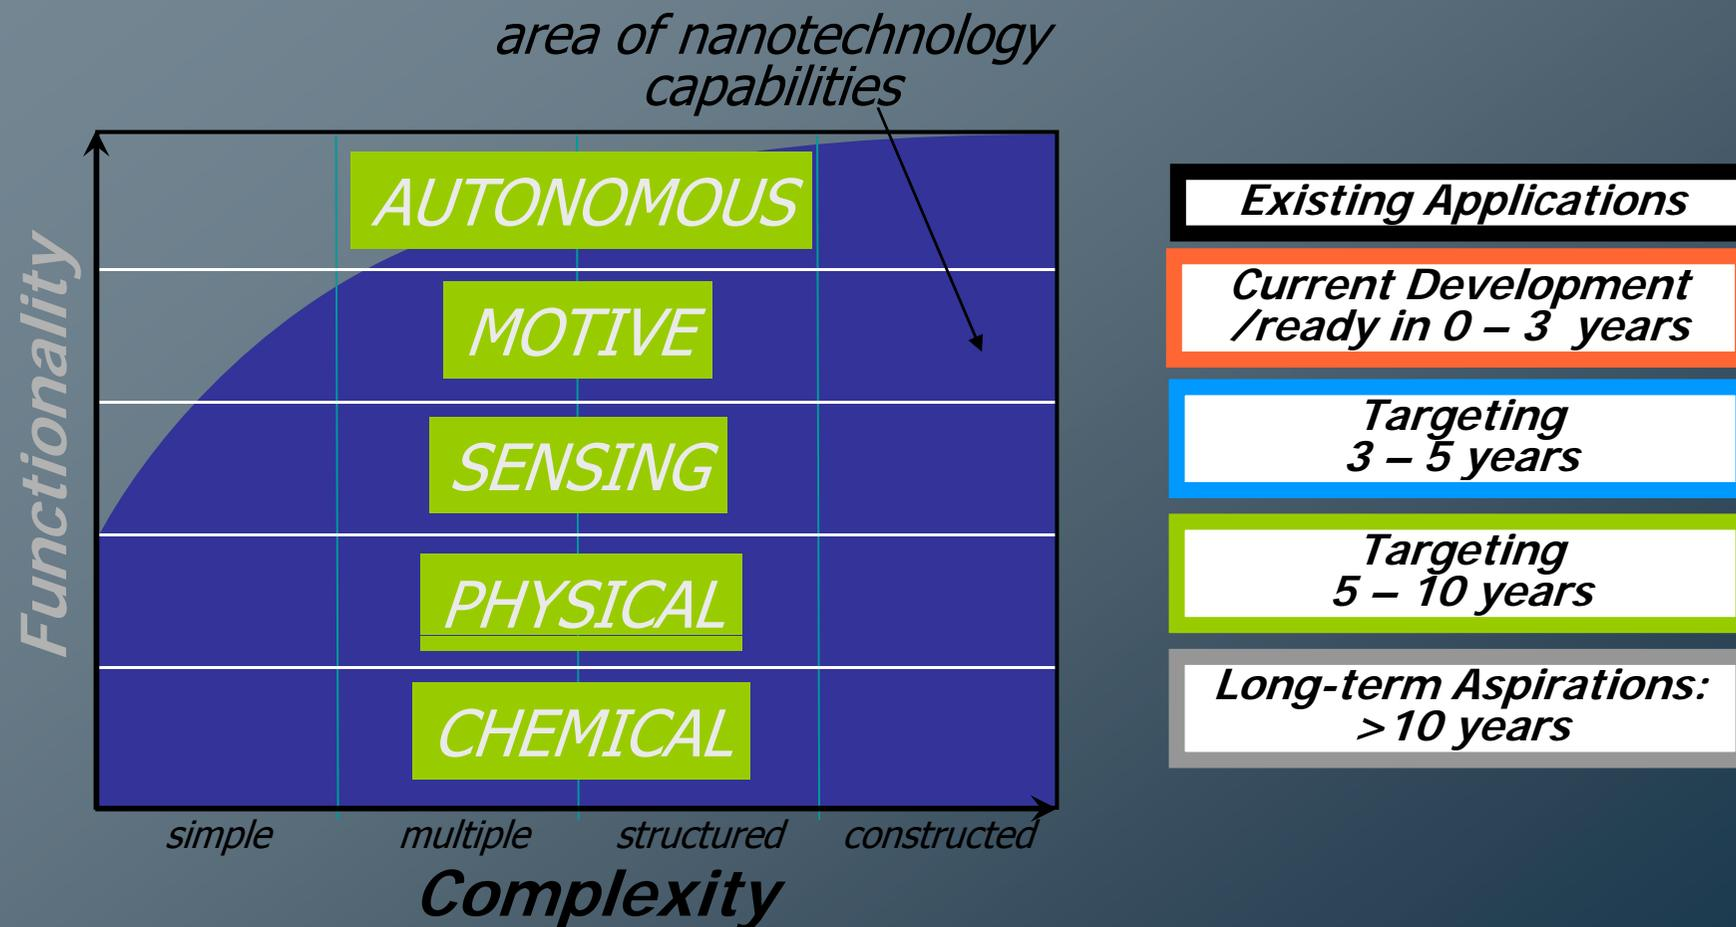 area of nanotechnology
capabilities
Functionality
AUTONOMOUS
MOTIVE
SENSING
PHYSICAL
CHEMICAL
simple multiple structured constructed
Complexity
Existing Applications
Current Development
/ready in 0 – 3 years
Targeting
3 – 5 years
Targeting
5 – 10 years
Long-term Aspirations:
>10 years